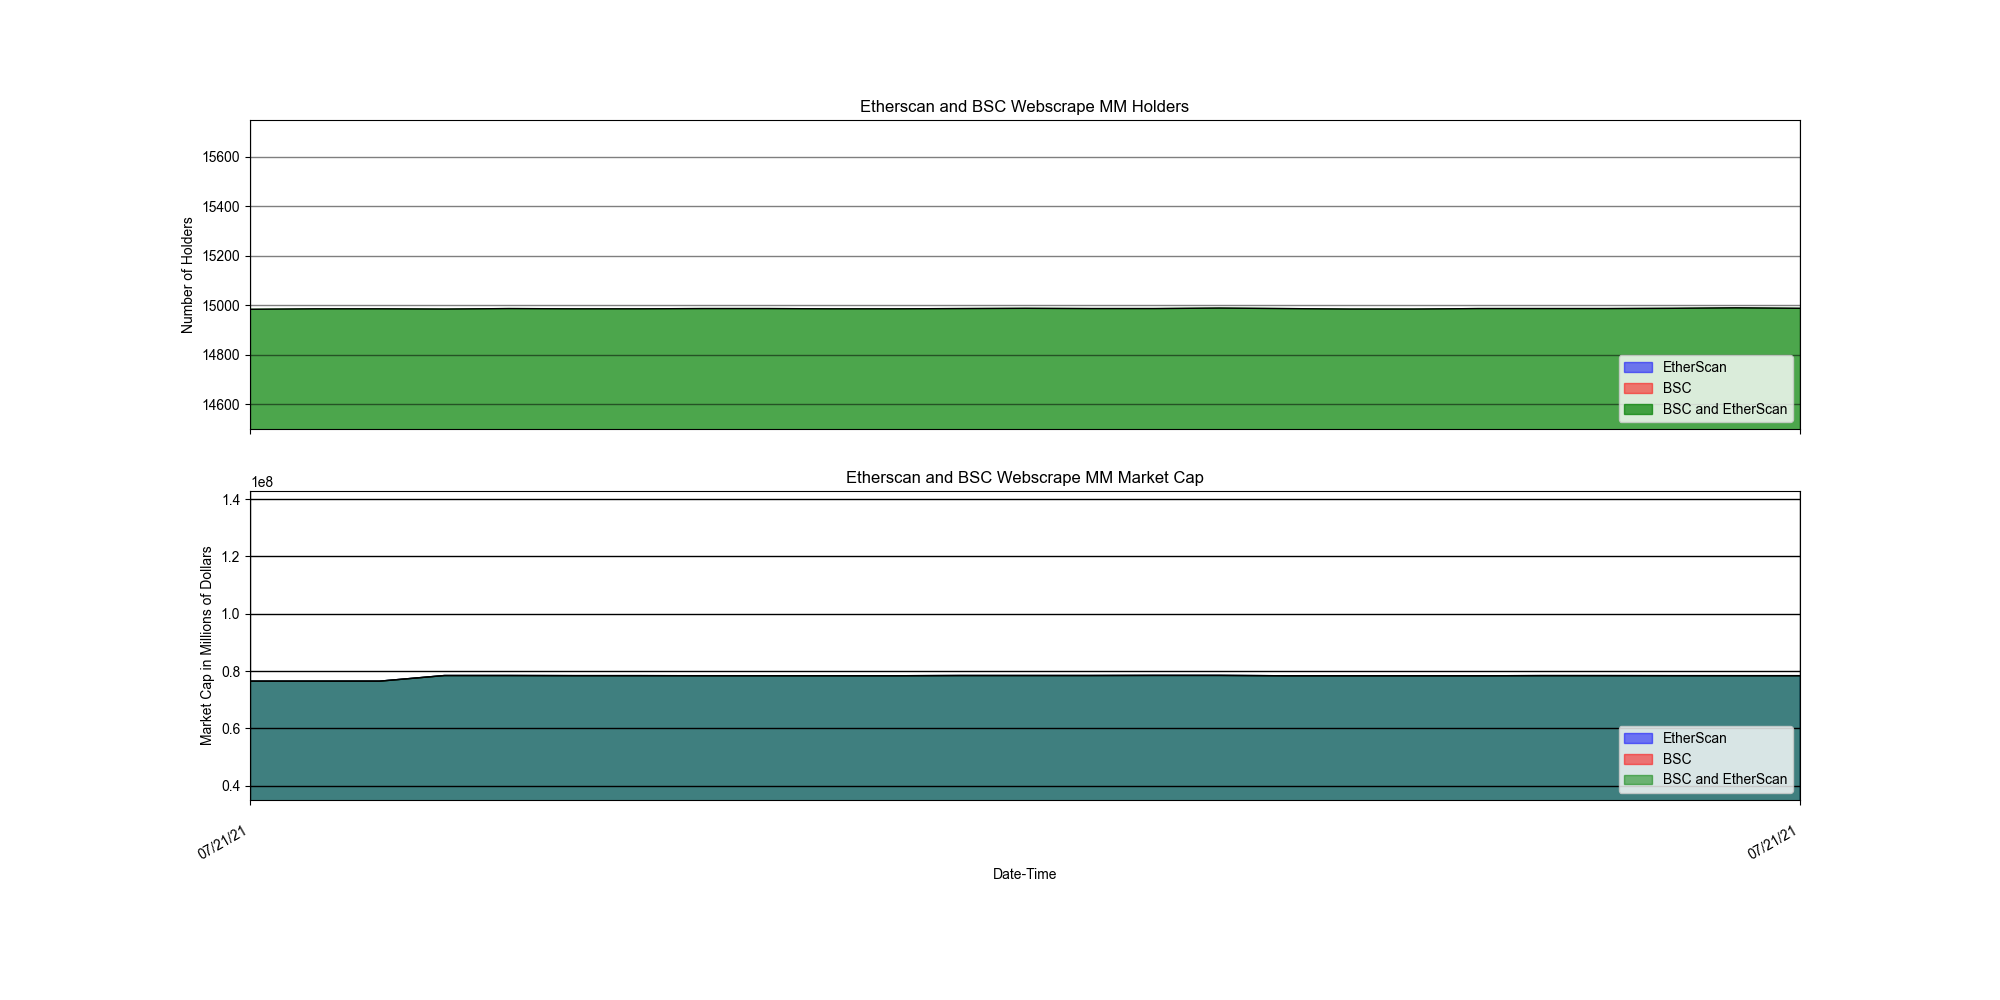 Etherscan and BSC Webscrape MM Holders
15600
15400
15200
15000
14800
14600
Number of Holders
EtherScan
BSC
BSC and EtherScan
Etherscan and BSC Webscrape MM Market Cap
1e8
1.4
1.2
1.0
0.8
0.6
0.4
Market Cap in Millions of Dollars
EtherScan
BSC
BSC and EtherScan
07/21/21
07/21/21
Date-Time